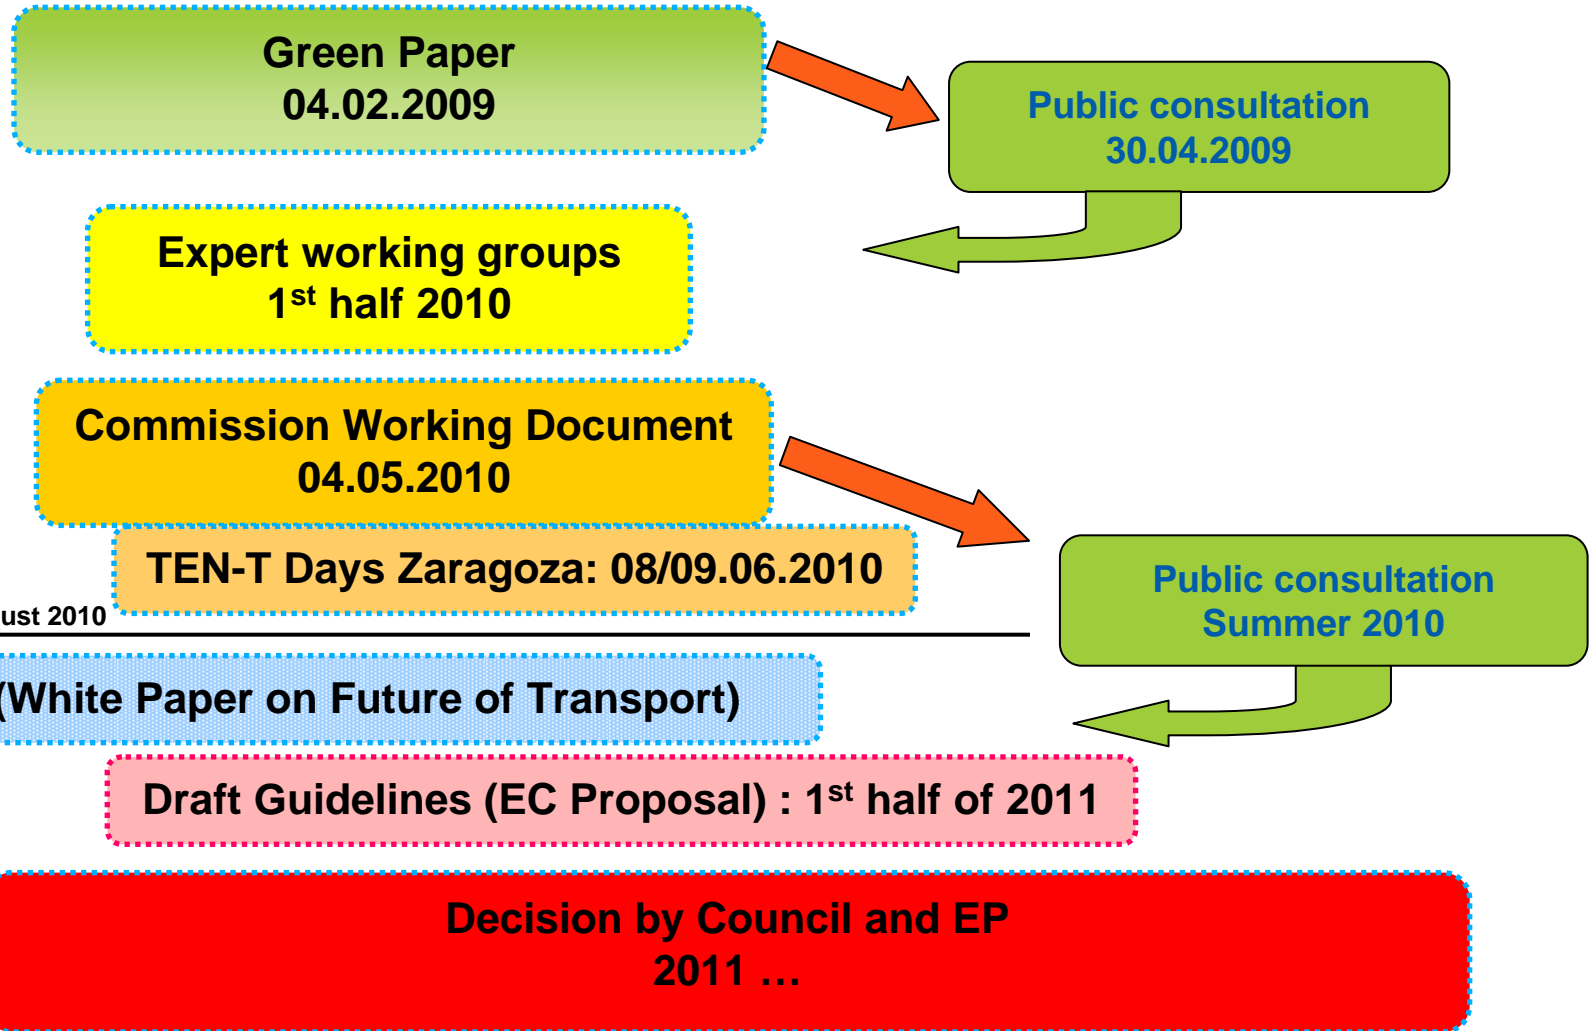 Green Paper
04.02.2009
Public consultation
30.04.2009
Expert working groups
1st half 2010
Commission Working Document
04.05.2010
TEN-T Days Zaragoza: 08/09.06.2010
Public consultation
Summer 2010
ust 2010
(White Paper on Future of Transport)
Draft Guidelines (EC Proposal) : 1st half of 2011
Decision by Council and EP
2011 …